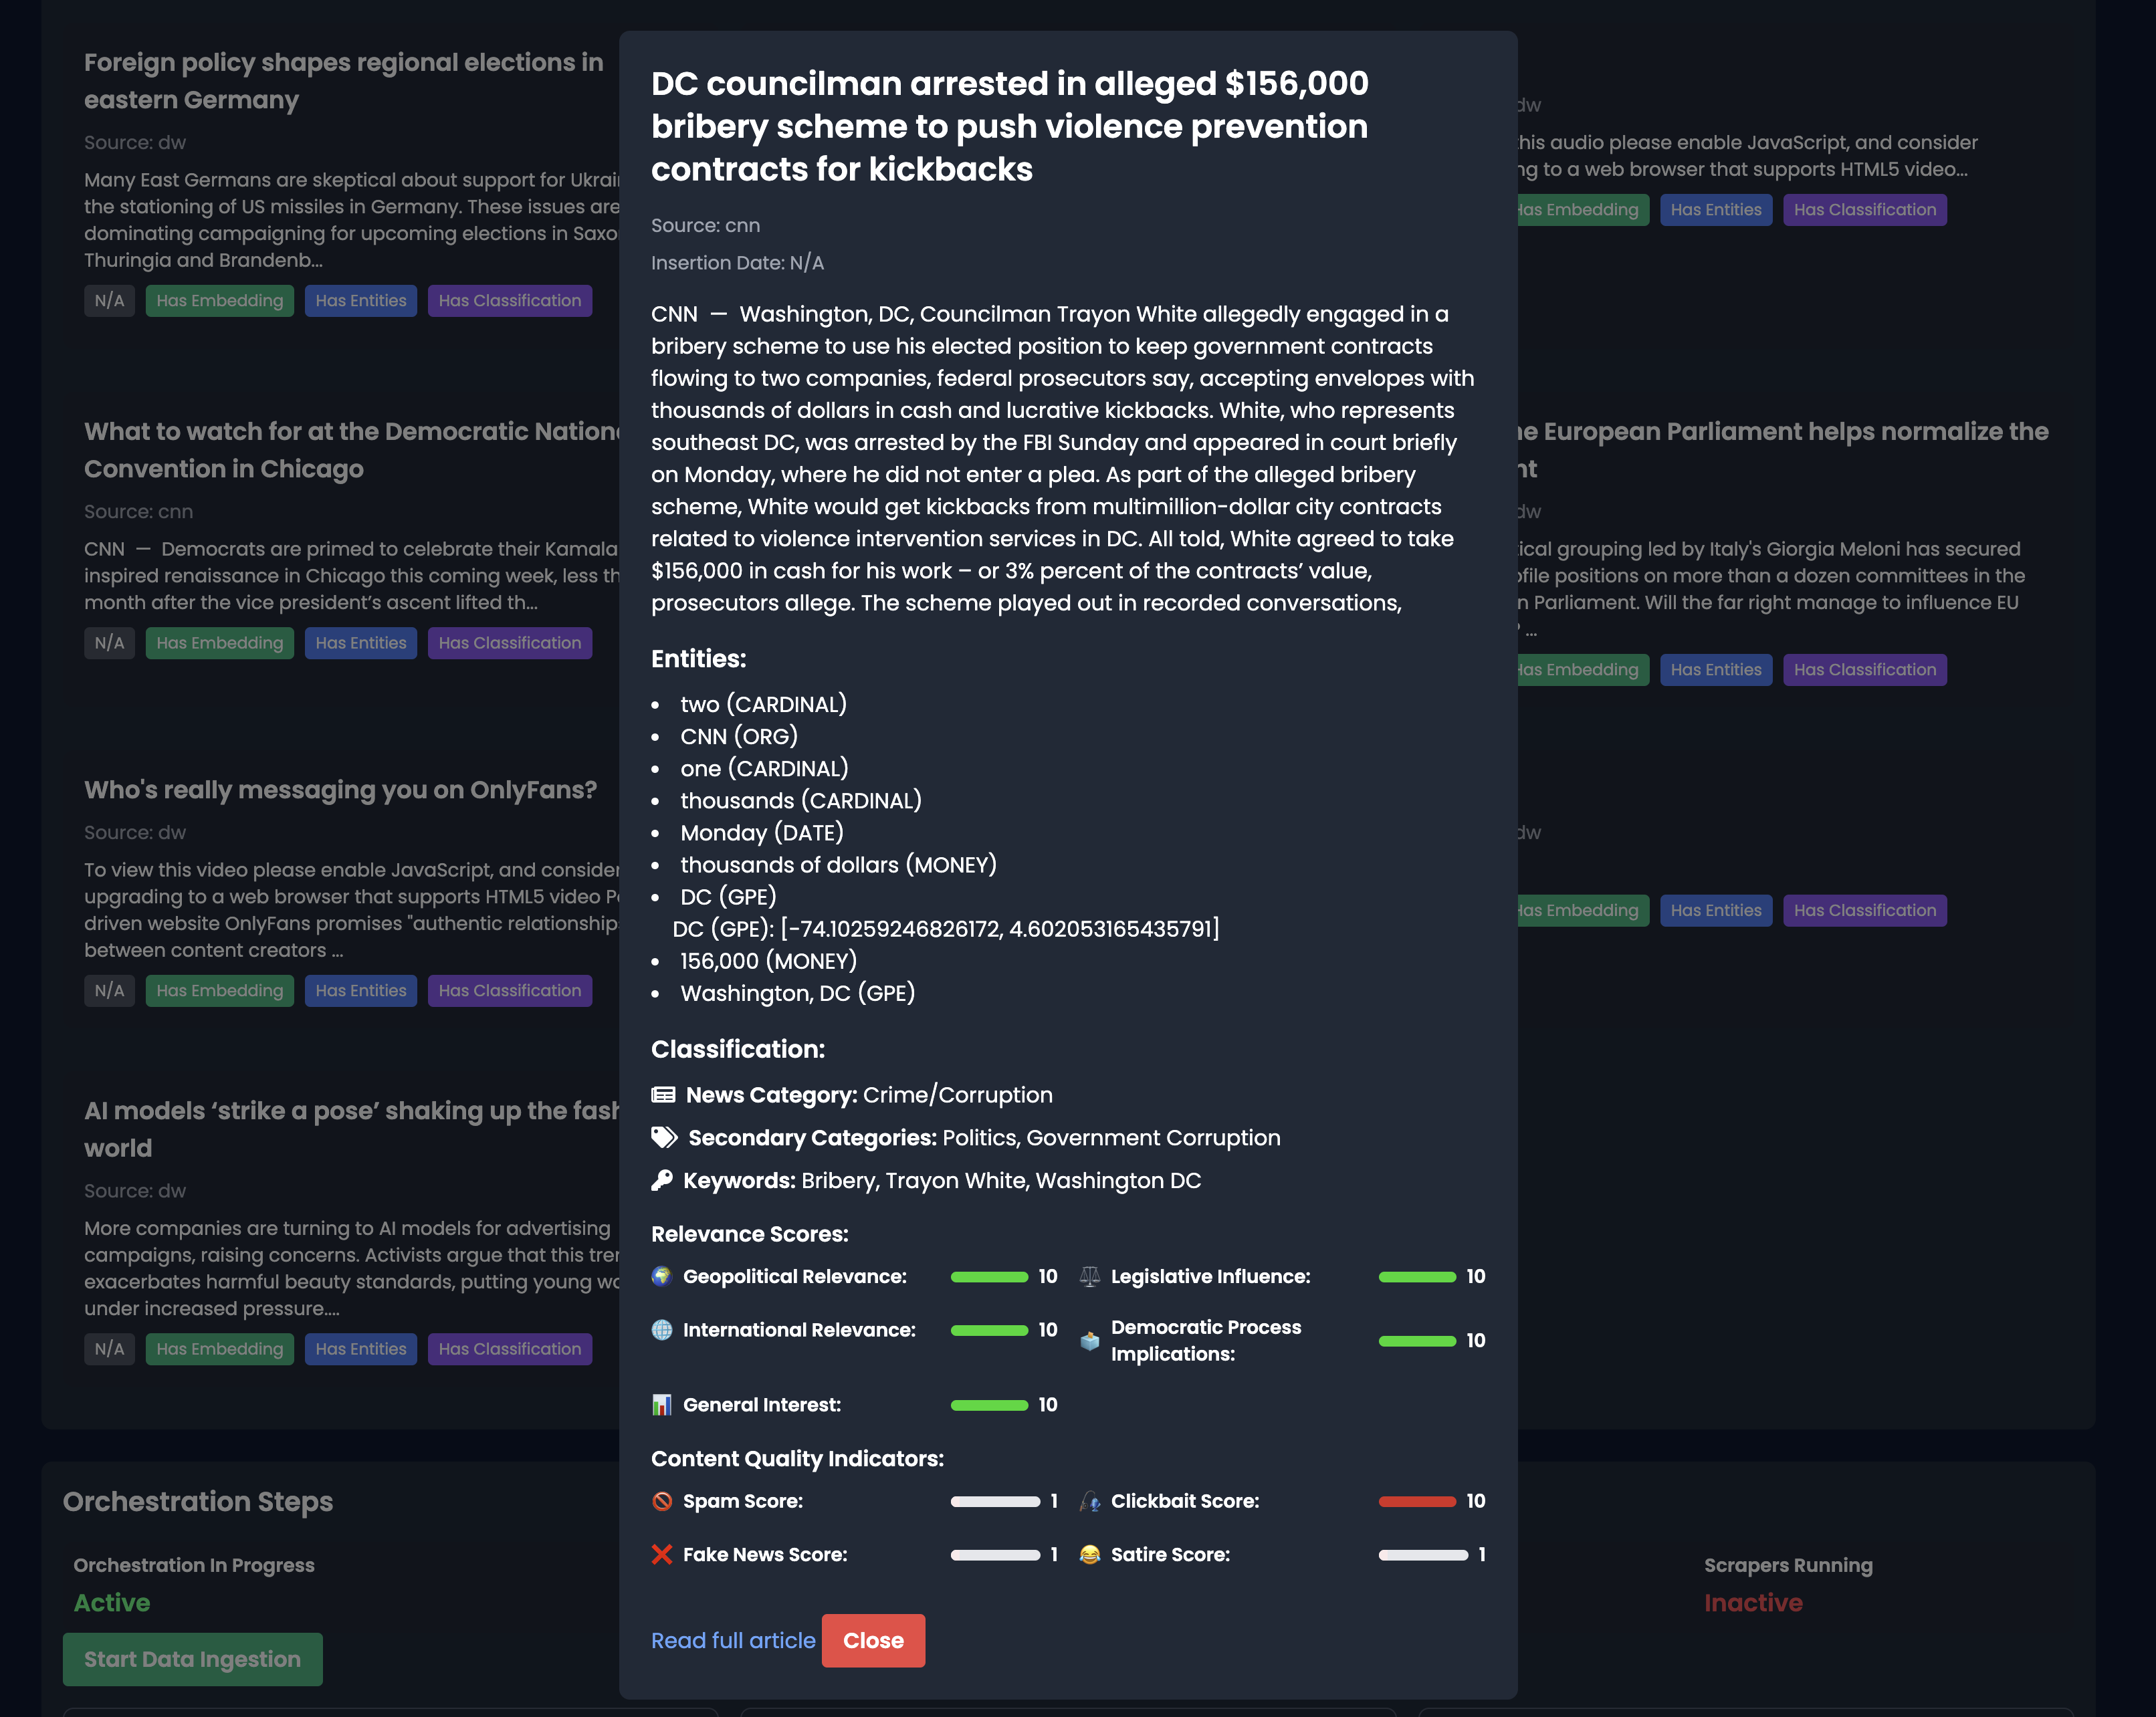 Foreign policy shapes regional elections in
eastern Germany
Source: dw
Many East Germans are skeptical about support for
the stationing of US missiles in Germany. These issues are
dominating campaigning for upcoming elections in
Thuringia and Brandenb...
N/A Has Embedding Has Entities Has Classification
What to watch for at the Democratic
Convention in Chicago
Source: cnn
CNN — Democrats are primed to celebrate their Kamala
inspired renaissance in Chicago this coming week, less
month after the vice president’s ascent lifted th...
N/A Has Embedding Has Entities Has Classification
Who's really messaging you on OnlyFans?
Source: dw
To view this video please enable JavaScript, and consider
upgrading to a web browser that supports HTML5 video
driven website OnlyFans promises "authentic
between content creators ...
N/A Has Embedding Has Entities Has Classification
AI models ‘strike a pose’ shaking up the
world
Source: dw
More companies are turning to AI models for advertising
campaigns, raising concerns. Activists argue that this
exacerbates harmful beauty standards, putting young
under increased pressure....
N/A Has Embedding Has Entities Has Classification
DC councilman arrested in alleged $156,000
bribery scheme to push violence prevention
contracts for kickbacks
Source: cnn
Insertion Date: N/A
CNN — Washington, DC, Councilman Trayon White allegedly engaged in a
bribery scheme to use his elected position to keep government contracts
flowing to two companies, federal prosecutors say, accepting envelopes with
thousands of dollars in cash and lucrative kickbacks. White, who represents
southeast DC, was arrested by the FBI Sunday and appeared in court briefly
on Monday, where he did not enter a plea. As part of the alleged bribery
scheme, White would get kickbacks from multimillion-dollar city contracts
related to violence intervention services in DC. All told, White agreed to take
$156,000 in cash for his work – or 3% percent of the contracts’ value,
prosecutors allege. The scheme played out in recorded conversations,
Entities:
• two (CARDINAL)
• CNN (ORG)
• one (CARDINAL)
• thousands (CARDINAL)
• Monday (DATE)
• thousands of dollars (MONEY)
• DC (GPE)
DC (GPE): [-74.10259246826172, 4.602053165435791]
• 156,000 (MONEY)
• Washington, DC (GPE)
Classification:
News Category: Crime/Corruption
Secondary Categories: Politics, Government Corruption
Keywords: Bribery, Trayon White, Washington DC
Relevance Scores:
Geopolitical Relevance: 10
Legislative Influence: 10
International Relevance: 10
Democratic Process
Implications: 10
General Interest: 10
Content Quality Indicators:
Spam Score: 1
Clickbait Score: 10
Fake News Score: 1
Satire Score: 1
Read full article Close
dw
this audio please enable JavaScript, and consider
to a web browser that supports HTML5 video...
Has Embedding Has Entities Has Classification
European Parliament helps normalize the
dw
grouping led by Italy's Giorgia Meloni has secured
positions on more than a dozen committees in the
Parliament. Will the far right manage to influence EU
...
Has Embedding Has Entities Has Classification
dw
Has Embedding Has Entities Has Classification
Orchestration Steps
Orchestration In Progress
Active
Start Data Ingestion
Scrapers Running
Inactive